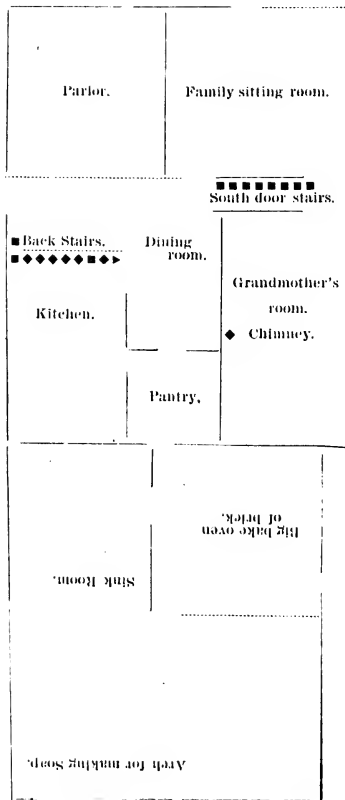 Parlor.
Family sitting room.
South door stairs.
Back Stairs.
Dining
room.
Grandmother's
room.
Kitchen.
Chimney.
Pantry,
Big bake oven
of brick.
Sink Room.
Arch for making Soap.